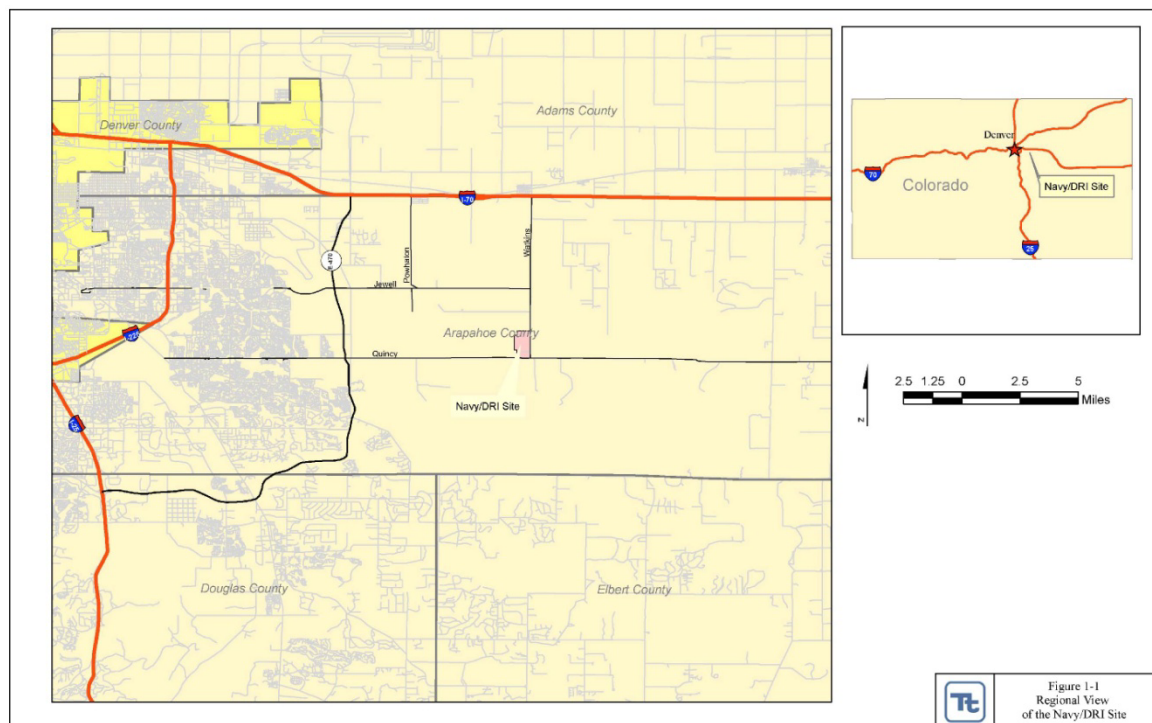 Adams County
Denver County
I-70
Watkins
Powhaton
E-470
Jewell
Arapahoe County
I-225
Quincy
Navy/DRI Site
I-25
Douglas County
Elbert County
Denver
70
Colorado
Navy/DRI Site
25
2.5 1.25 0 2.5 5
Miles
N
Tt
Figure 1-1
Regional View
of the Navy/DRI Site